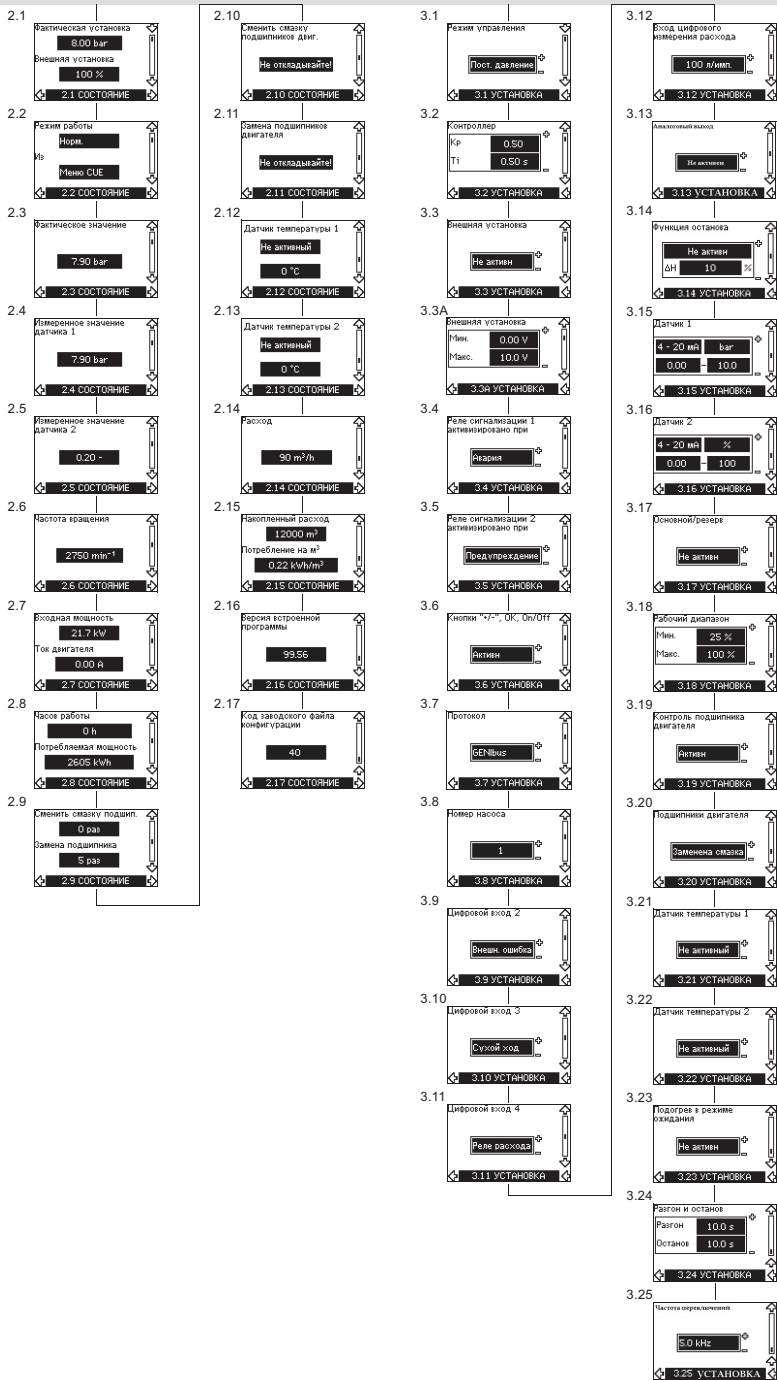 2.1
Фактическая установка
8.00 bar
Внешняя установка
100 %
2.1 СОСТОЯНИЕ
2.2
Режим работы
Норм.
Из
Меню CUE
2.2 СОСТОЯНИЕ
2.3
Фактическое значение
7.90 bar
2.3 СОСТОЯНИЕ
2.4
Измеренное значение
датчика 1
7.90 bar
2.4 СОСТОЯНИЕ
2.5
Измеренное значение
датчика 2
0.20 -
2.5 СОСТОЯНИЕ
2.6
Частота вращения
2750 min⁻¹
2.6 СОСТОЯНИЕ
2.7
Входная мощность
21.7 kW
Ток двигателя
0.00 A
2.7 СОСТОЯНИЕ
2.8
Часов работы
0 h
Потребляемая мощность
2605 kWh
2.8 СОСТОЯНИЕ
2.9
Сменить смазку подшип.
0 раз
Замена подшипника
5 раз
2.9 СОСТОЯНИЕ
2.10
Сменить смазку
подшипников двиг.
Не откладывайте!
2.10 СОСТОЯНИЕ
2.11
Замена подшипников
двигателя
Не откладывайте!
2.11 СОСТОЯНИЕ
2.12
Датчик температуры 1
Не активный
0 °C
2.12 СОСТОЯНИЕ
2.13
Датчик температуры 2
Не активный
0 °C
2.13 СОСТОЯНИЕ
2.14
Расход
90 m³/h
2.14 СОСТОЯНИЕ
2.15
Накопленный расход
12000 m³
Потребление на м³
0.22 kWh/m³
2.15 СОСТОЯНИЕ
2.16
Версия встроенной
программы
99.56
2.16 СОСТОЯНИЕ
2.17
Код заводского файла
конфигурации
40
2.17 СОСТОЯНИЕ
3.1
Режим управления
Пост. давление
3.1 УСТАНОВКА
3.2
Контроллер
Kp 0.50
Ti 0.50 s
3.2 УСТАНОВКА
3.3
Внешняя установка
Не активн
3.3 УСТАНОВКА
3.3A
Внешняя установка
Мин. 0.00 V
Макс. 10.0 V
3.3A УСТАНОВКА
3.4
Реле сигнализации 1
активизировано при
Авария
3.4 УСТАНОВКА
3.5
Реле сигнализации 2
активизировано при
Предупреждение
3.5 УСТАНОВКА
3.6
Кнопки "+/-", OK, On/Off
Активн
3.6 УСТАНОВКА
3.7
Протокол
GENIbus
3.7 УСТАНОВКА
3.8
Номер насоса
1
3.8 УСТАНОВКА
3.9
Цифровой вход 2
Внешн. ошибка
3.9 УСТАНОВКА
3.10
Цифровой вход 3
Сухой ход
3.10 УСТАНОВКА
3.11
Цифровой вход 4
Реле расхода
3.11 УСТАНОВКА
3.12
Вход цифрового
измерения расхода
100 л/имп.
3.12 УСТАНОВКА
3.13
Аналоговый выход
Не активен
3.13 УСТАНОВКА
3.14
Функция останова
Не активн
ΔH 10 %
3.14 УСТАНОВКА
3.15
Датчик 1
4 - 20 мА bar
0.00 - 10.0
3.15 УСТАНОВКА
3.16
Датчик 2
4 - 20 мА %
0.00 - 100
3.16 УСТАНОВКА
3.17
Основной/резерв
Не активн
3.17 УСТАНОВКА
3.18
Рабочий диапазон
Мин. 25 %
Макс. 100 %
3.18 УСТАНОВКА
3.19
Контроль подшипника
двигателя
Активн
3.19 УСТАНОВКА
3.20
Подшипники двигателя
Заменена смазка
3.20 УСТАНОВКА
3.21
Датчик температуры 1
Не активный
3.21 УСТАНОВКА
3.22
Датчик температуры 2
Не активный
3.22 УСТАНОВКА
3.23
Подогрев в режиме
ожидания
Не активн
3.23 УСТАНОВКА
3.24
Разгон и останов
Разгон 10.0 s
Останов 10.0 s
3.24 УСТАНОВКА
3.25
Частота переключений
5.0 kHz
3.25 УСТАНОВКА